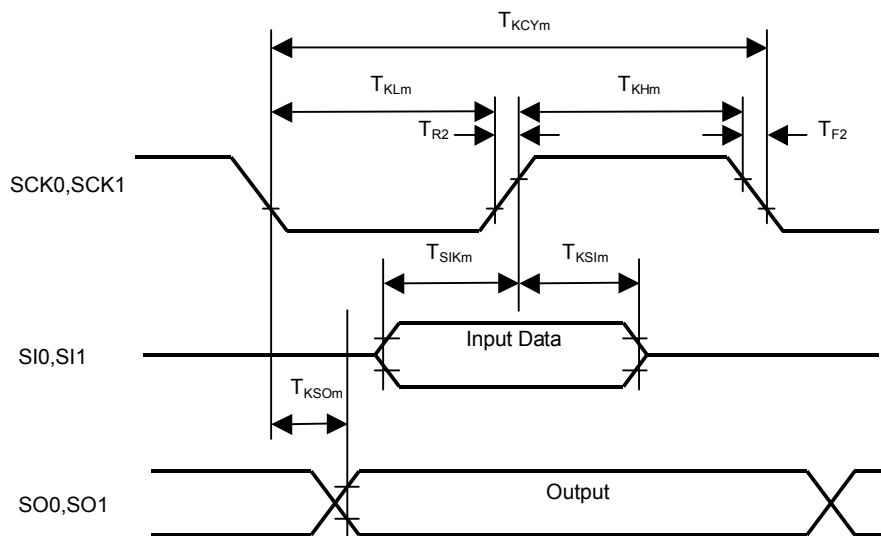 TKCYm
TKLm
TKHm
TR2
TF2
SCK0,SCK1
TSIKm
TKSIm
Input Data
SI0,SI1
TKSOm
Output
SO0,SO1